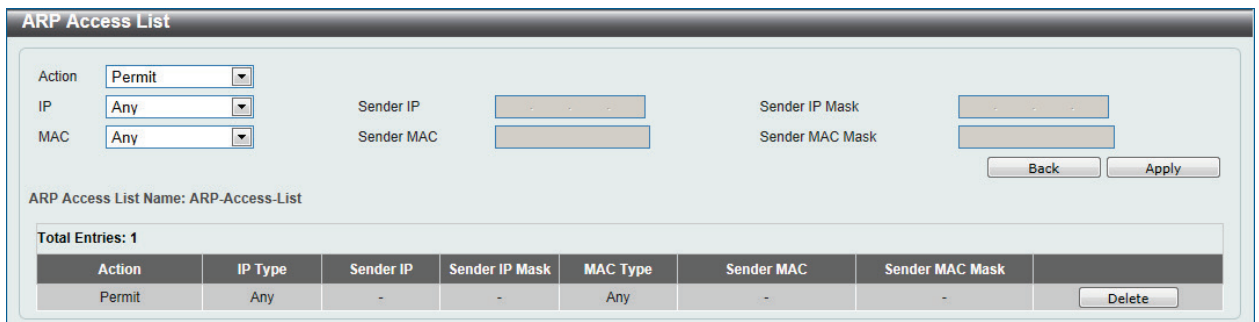 ARP Access List
Action Permit
IP Any Sender IP Sender IP Mask
MAC Any Sender MAC Sender MAC Mask
Back Apply
ARP Access List Name: ARP-Access-List
Total Entries: 1
Action IP Type Sender IP Sender IP Mask MAC Type Sender MAC Sender MAC Mask
Permit Any - - Any - - Delete